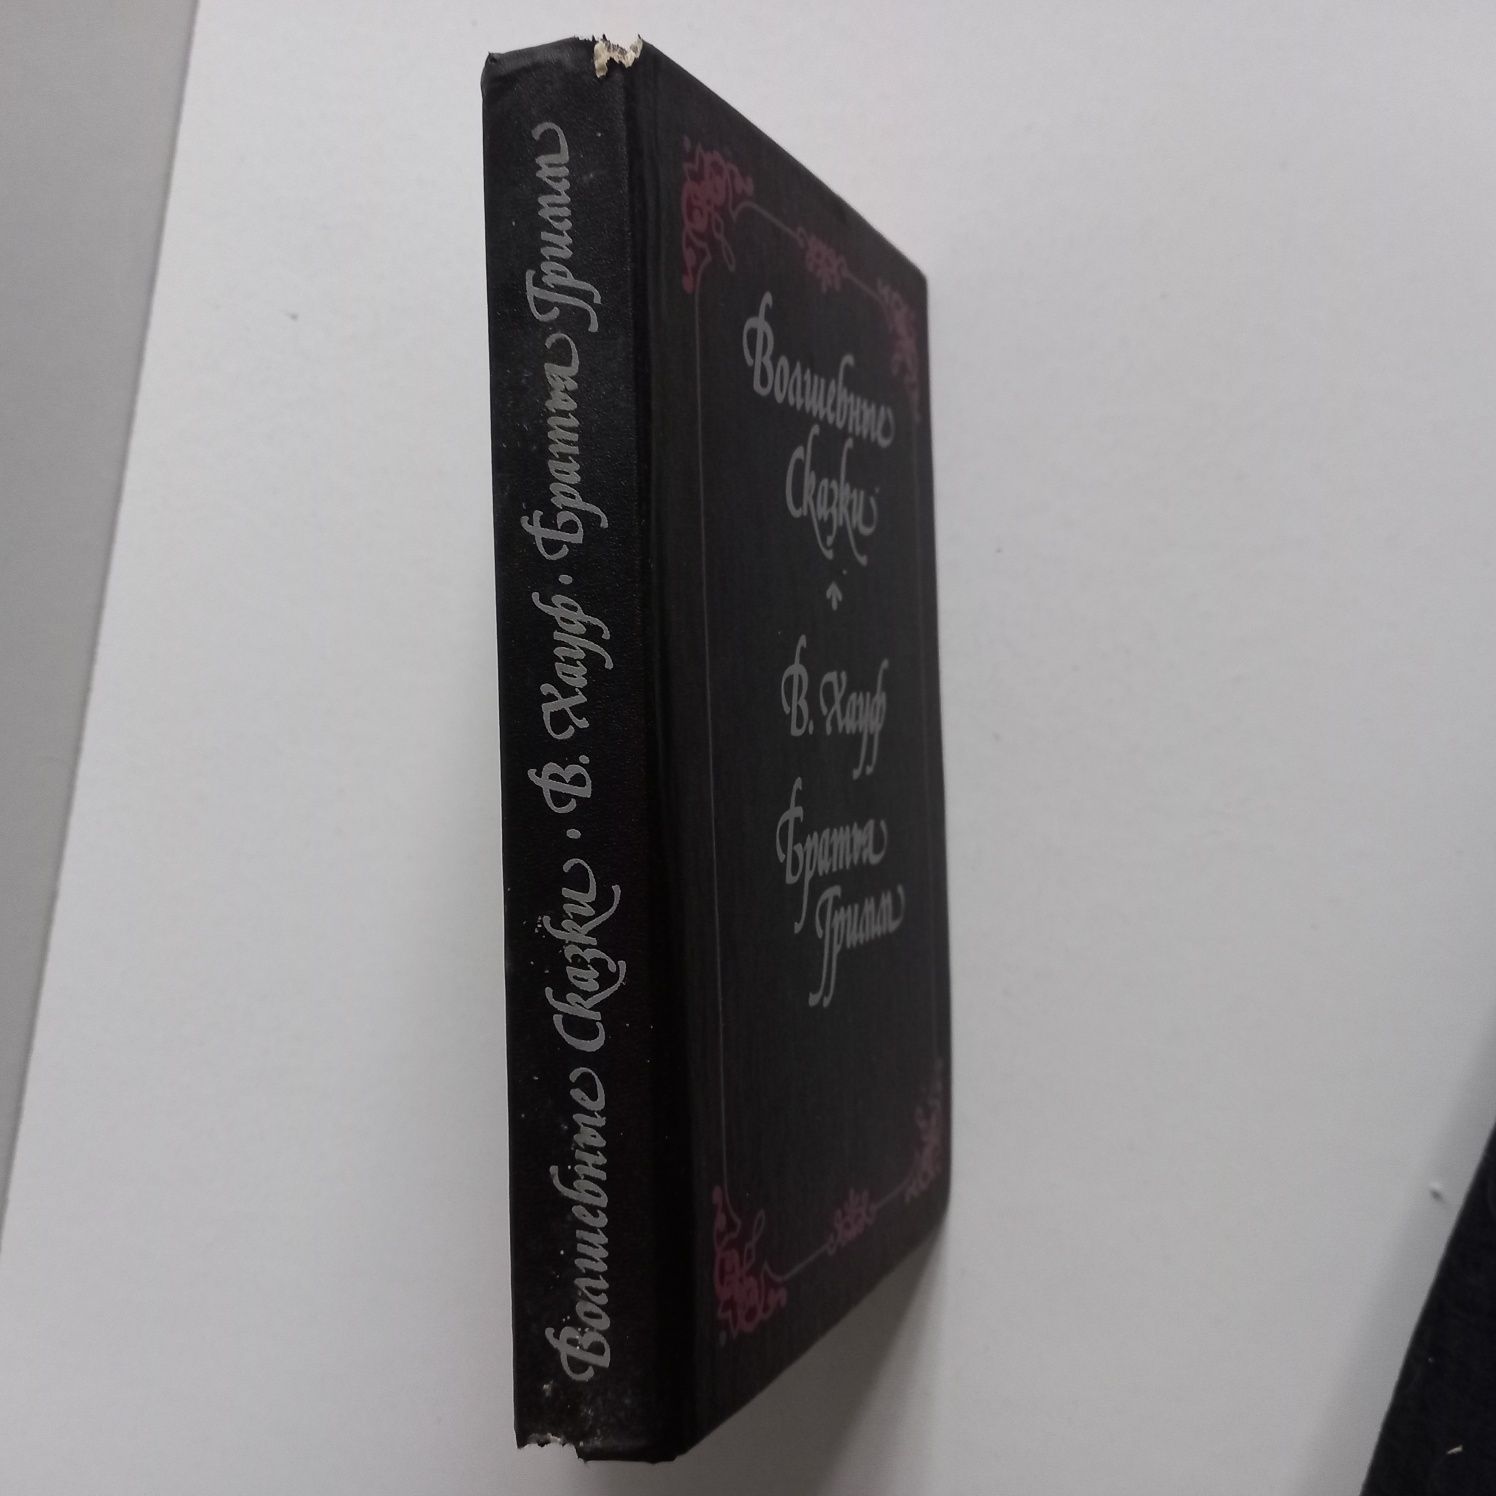 Волшебные Сказки · В. Хауф · Братья Гримм
Волшебные
Сказки
В. Хауф
Братья
Гримм